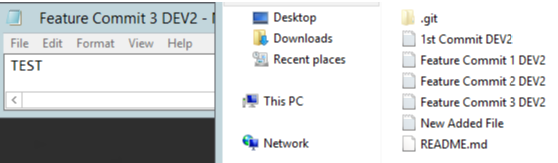 Feature Commit 3 DEV2 -
File Edit Format View Help
TEST
<
Desktop
Downloads
Recent places
This PC
Network
.git
1st Commit DEV2
Feature Commit 1 DEV2
Feature Commit 2 DEV2
Feature Commit 3 DEV2
New Added File
README.md